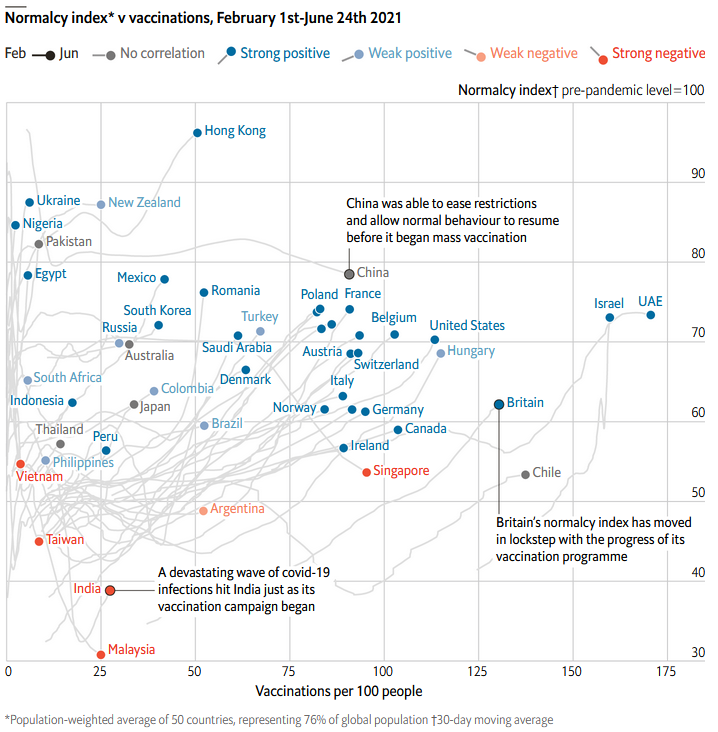 Normalcy index* v vaccinations, February 1st-June 24th 2021
Feb Jun No correlation Strong positive Weak positive Weak negative Strong negative
Normalcy index† pre-pandemic level=100
Hong Kong
90
Ukraine
New Zealand
Nigeria
Pakistan
China was able to ease restrictions
and allow normal behaviour to resume
before it began mass vaccination
80
Egypt
Mexico
China
Romania
Poland
France
Israel
UAE
South Korea
Turkey
Belgium
Russia
United States
70
Australia
Saudi Arabia
Austria
Hungary
Switzerland
South Africa
Denmark
Colombia
Italy
Indonesia
Japan
Norway
Germany
Britain
60
Thailand
Peru
Brazil
Canada
Ireland
Philippines
Vietnam
Singapore
Chile
50
Argentina
Britain's normalcy index has moved
in lockstep with the progress of its
vaccination programme
Taiwan
A devastating wave of covid-19
infections hit India just as its
vaccination campaign began
India
40
Malaysia
30
0 25 50 75 100 125 150 175
Vaccinations per 100 people
*Population-weighted average of 50 countries, representing 76% of global population †30-day moving average